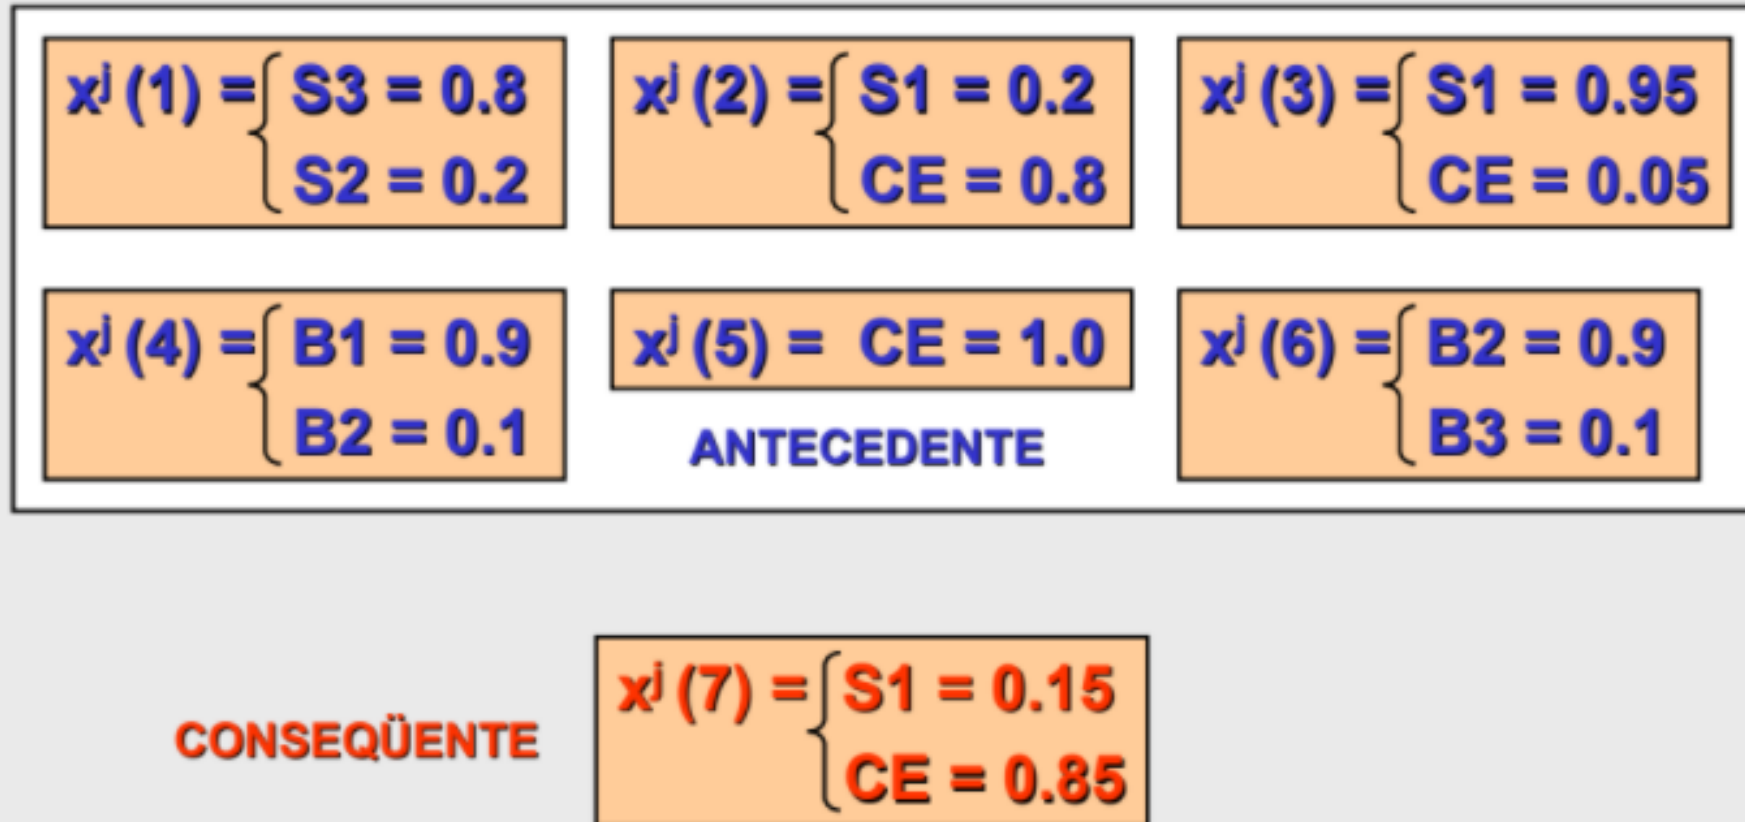 xʲ (1) = { S3 = 0.8
S2 = 0.2
xʲ (2) = { S1 = 0.2
CE = 0.8
xʲ (3) = { S1 = 0.95
CE = 0.05
xʲ (4) = { B1 = 0.9
B2 = 0.1
xʲ (5) = CE = 1.0
ANTECEDENTE
xʲ (6) = { B2 = 0.9
B3 = 0.1
CONSEQÜENTE
xʲ (7) = { S1 = 0.15
CE = 0.85